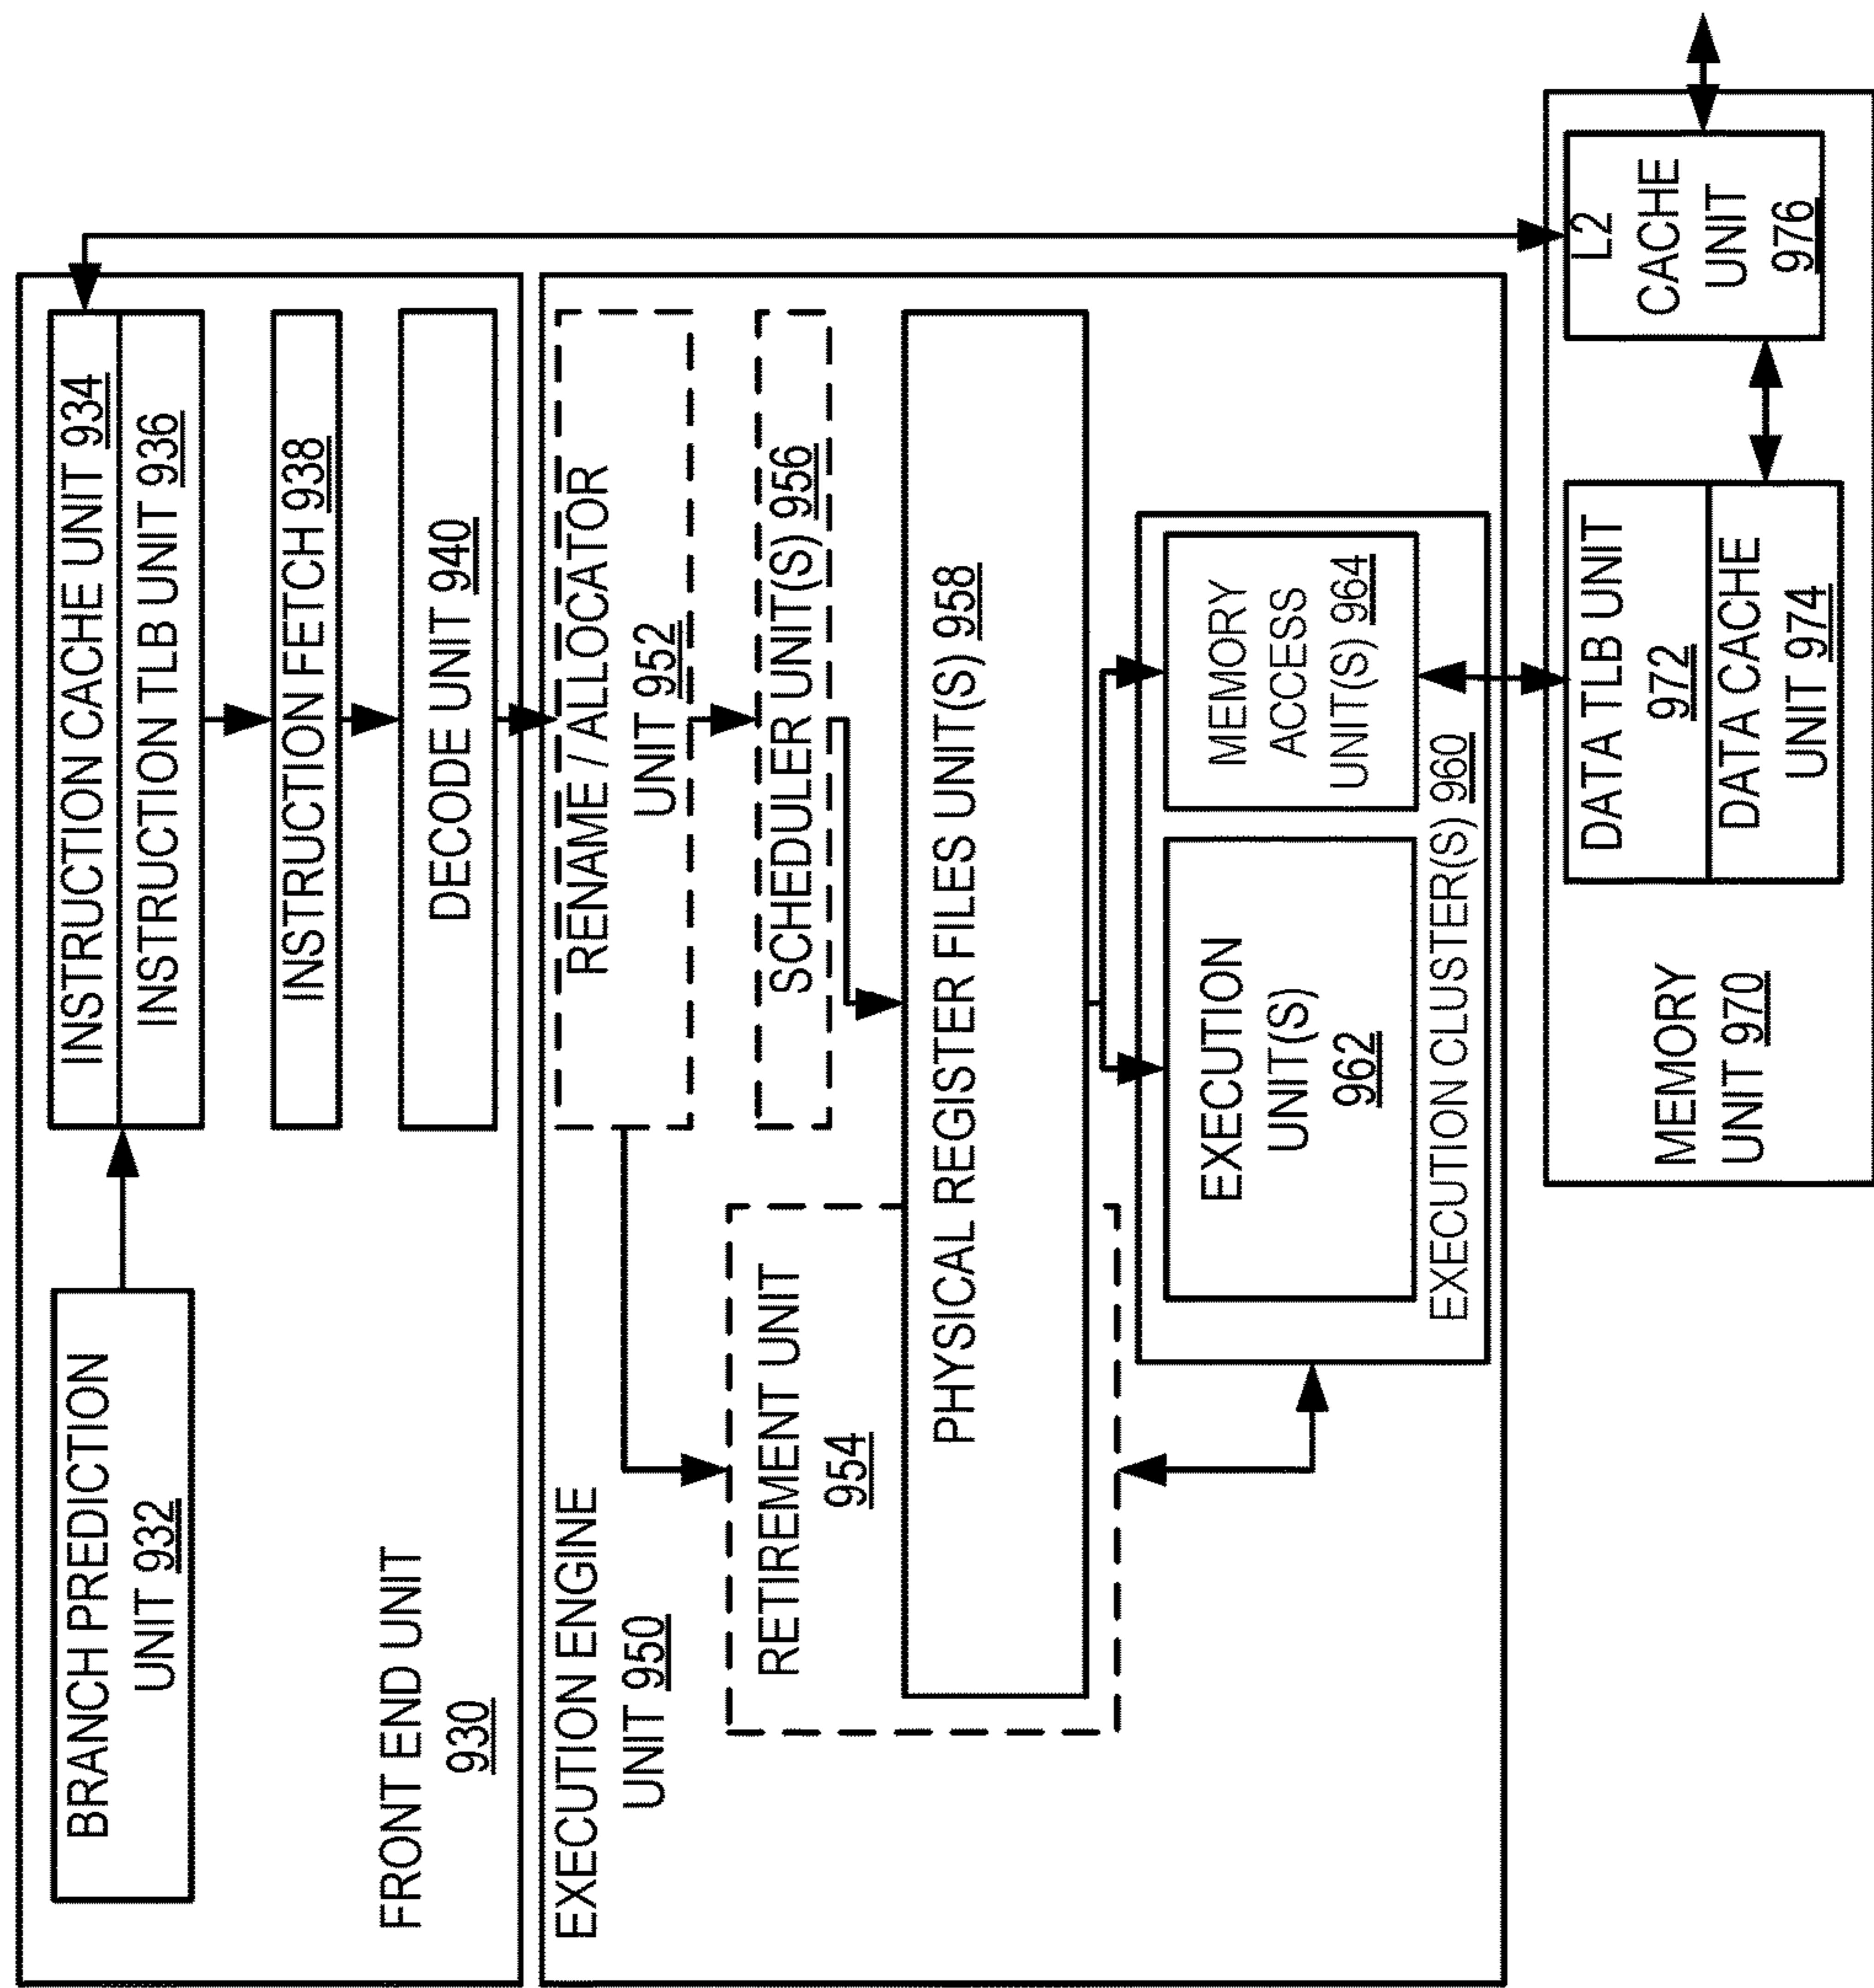 BRANCH PREDICTION
UNIT 932
INSTRUCTION CACHE UNIT 934
INSTRUCTION TLB UNIT 936
INSTRUCTION FETCH 938
DECODE UNIT 940
FRONT END UNIT
930
EXECUTION ENGINE
UNIT 950
RENAME / ALLOCATOR
UNIT 952
RETIREMENT UNIT
954
SCHEDULER UNIT(S) 956
PHYSICAL REGISTER FILES UNIT(S) 958
EXECUTION
UNIT(S)
962
MEMORY
ACCESS
UNIT(S) 964
EXECUTION CLUSTER(S) 960
MEMORY
UNIT 970
DATA TLB UNIT
972
DATA CACHE
UNIT 974
L2
CACHE
UNIT
976